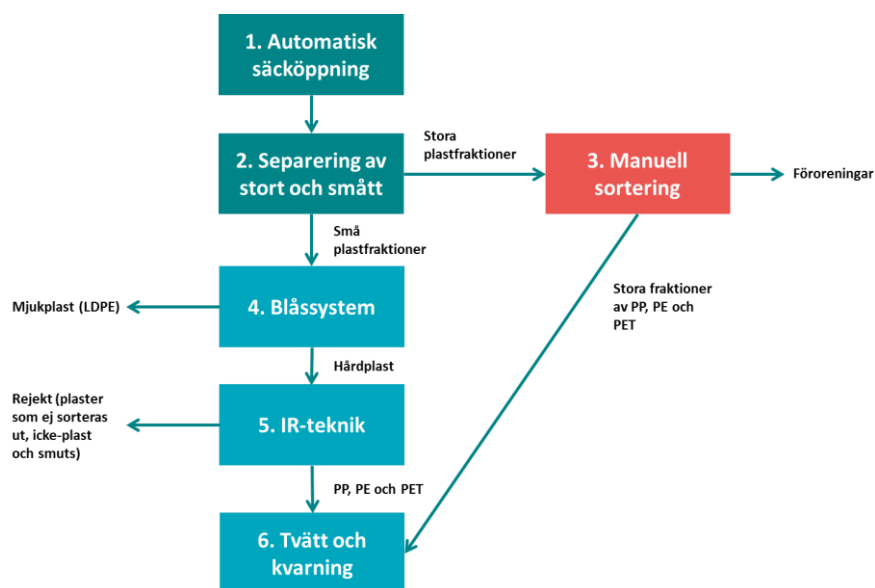 1. Automatisk
säcköppning
2. Separering av
stort och smått
Stora
plastfraktioner
3. Manuell
sortering
Föroreningar
Små
plastfraktioner
Mjukplast (LDPE)
4. Blåssystem
Stora fraktioner
av PP, PE och
PET
Hårdplast
Rejekt (plaster
som ej sorteras
ut, icke-plast
och smuts)
5. IR-teknik
PP, PE och PET
6. Tvätt och
kvarning